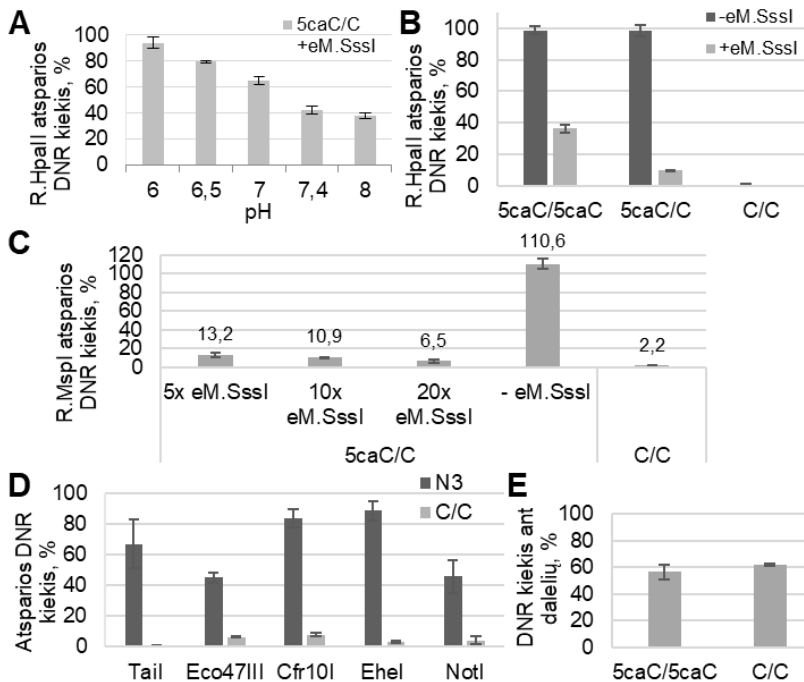 A
R.HpaII atsparios
DNR kiekis, %
100
80
60
40
20
0
5caC/C
+eM.SssI
6 6,5 7 7,4 8
pH
B
R.HpaII atsparios
DNR kiekis, %
100
80
60
40
20
0
-eM.SssI
+eM.SssI
5caC/5caC 5caC/C C/C
C
R.MspI atsparios
DNR kiekis, %
120
100
80
60
40
20
0
13,2 10,9 6,5 110,6 2,2
5x eM.SssI 10x eM.SssI 20x eM.SssI - eM.SssI
5caC/C C/C
D
Atsparios DNR
kiekis, %
100
80
60
40
20
0
N3
C/C
TaiI Eco47III Cfr10I EheI NotI
E
DNR kiekis ant
dalelių, %
100
80
60
40
20
0
5caC/5caC C/C